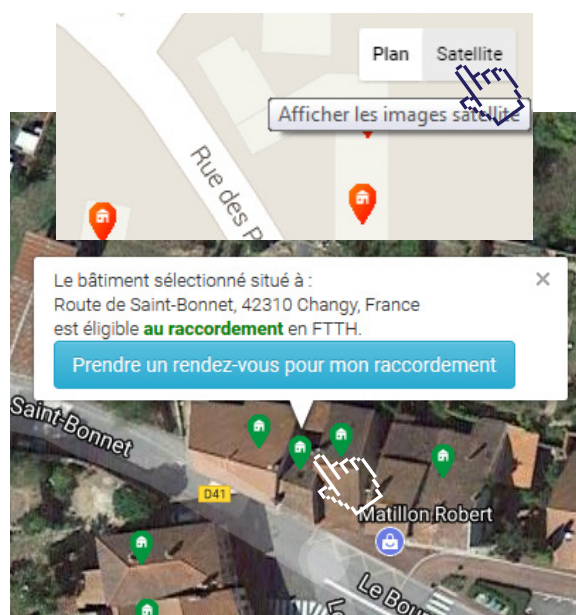 Plan Satellite
Afficher les images satellite
Rue des
Le bâtiment sélectionné situé à : ×
Route de Saint-Bonnet, 42310 Changy, France
est éligible au raccordement en FTTH.
Prendre un rendez-vous pour mon raccordement
Saint-Bonnet
D41
Matillon Robert
Le